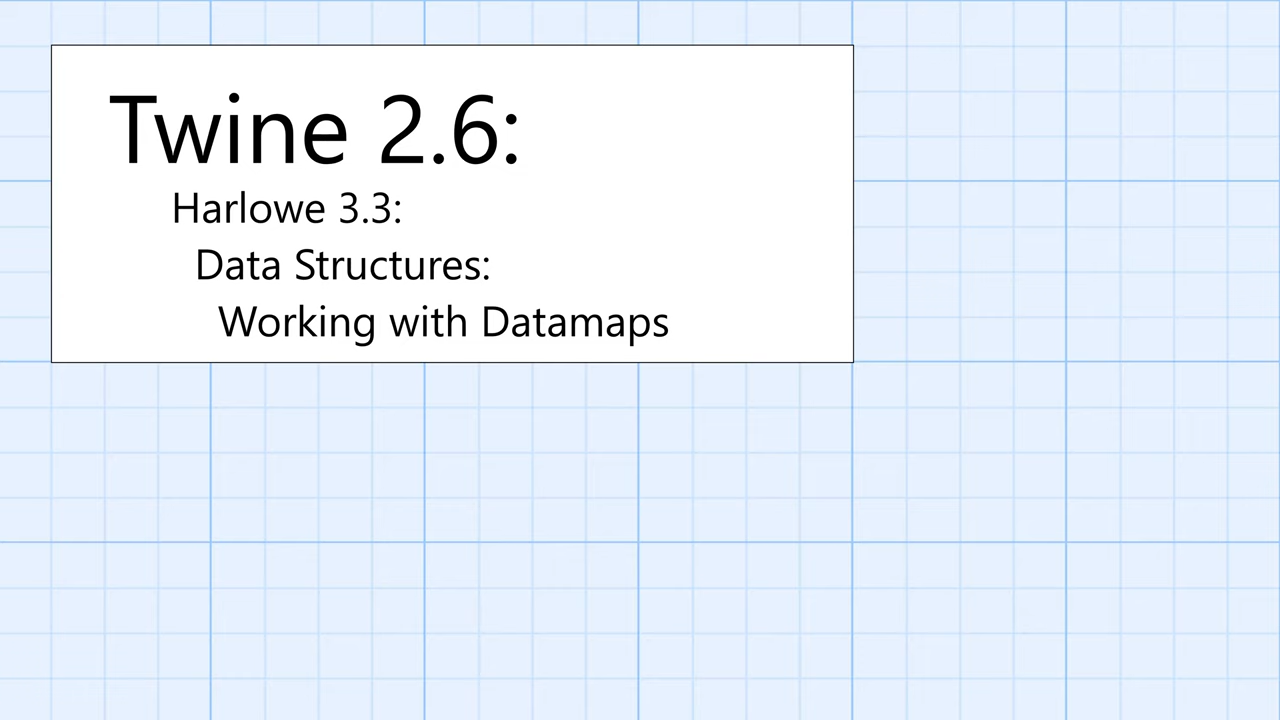 Twine 2.6:
Harlowe 3.3:
Data Structures:
Working with Datamaps